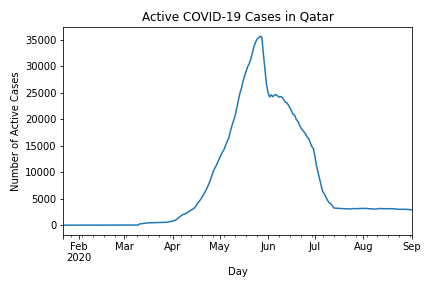 Active COVID-19 Cases in Qatar
35000
30000
25000
20000
15000
10000
5000
0
Number of Active Cases
Feb Mar Apr May Jun Jul Aug Sep
2020
Day